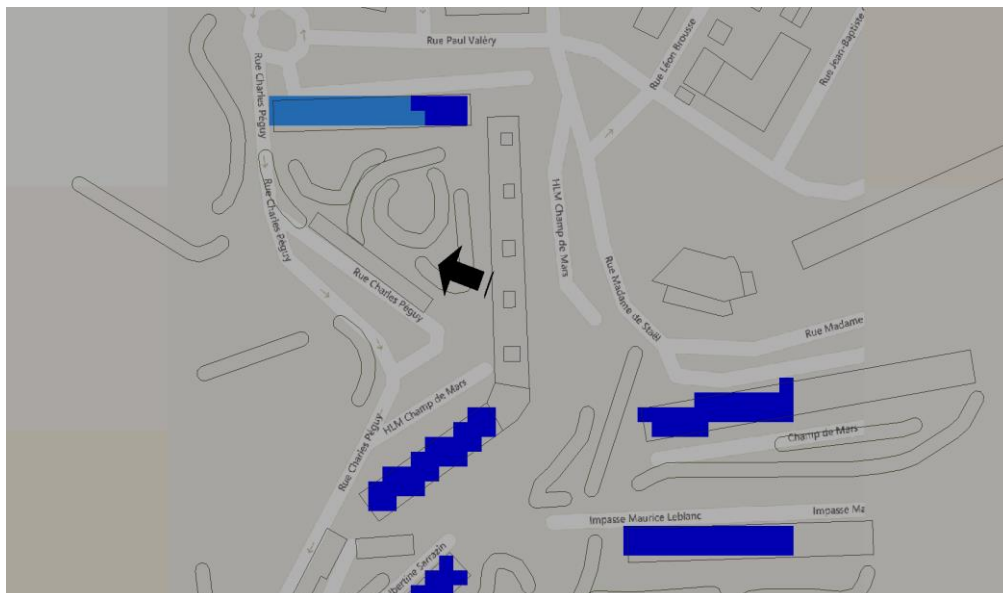 Rue Paul Valéry
Rue Léon Brousse
Rue Jean-Baptiste
Rue Charles Péguy
Rue Charles Péguy
Rue Charles Péguy
HLM Champ de Mars
Rue Madame de Staël
Rue Madame
HLM Champ de Mars
Rue Charles Péguy
Champ de Mars
Impasse Maurice Leblanc
Impasse Ma
lbertine Serrazin